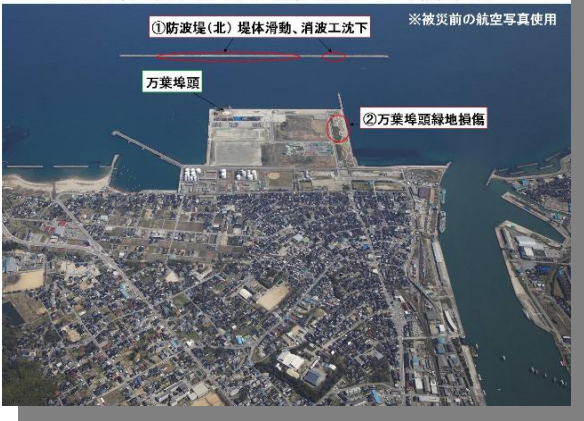 ※被災前の航空写真使用
①防波堤(北) 堤体滑動、消波工沈下
万葉埠頭
②万葉埠頭緑地損傷